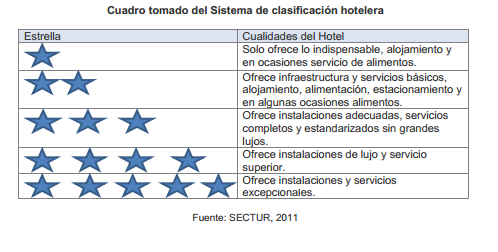 Cuadro tomado del Sistema de clasificación hotelera
Estrella
Cualidades del Hotel
Solo ofrece lo indispensable, alojamiento y
en ocasiones servicio de alimentos.
Ofrece infraestructura y servicios básicos,
alojamiento, alimentación, estacionamiento y
en algunas ocasiones alimentos.
Ofrece instalaciones adecuadas, servicios
completos y estandarizados sin grandes
lujos.
Ofrece instalaciones de lujo y servicio
superior.
Ofrece instalaciones y servicios
excepcionales.
Fuente: SECTUR, 2011